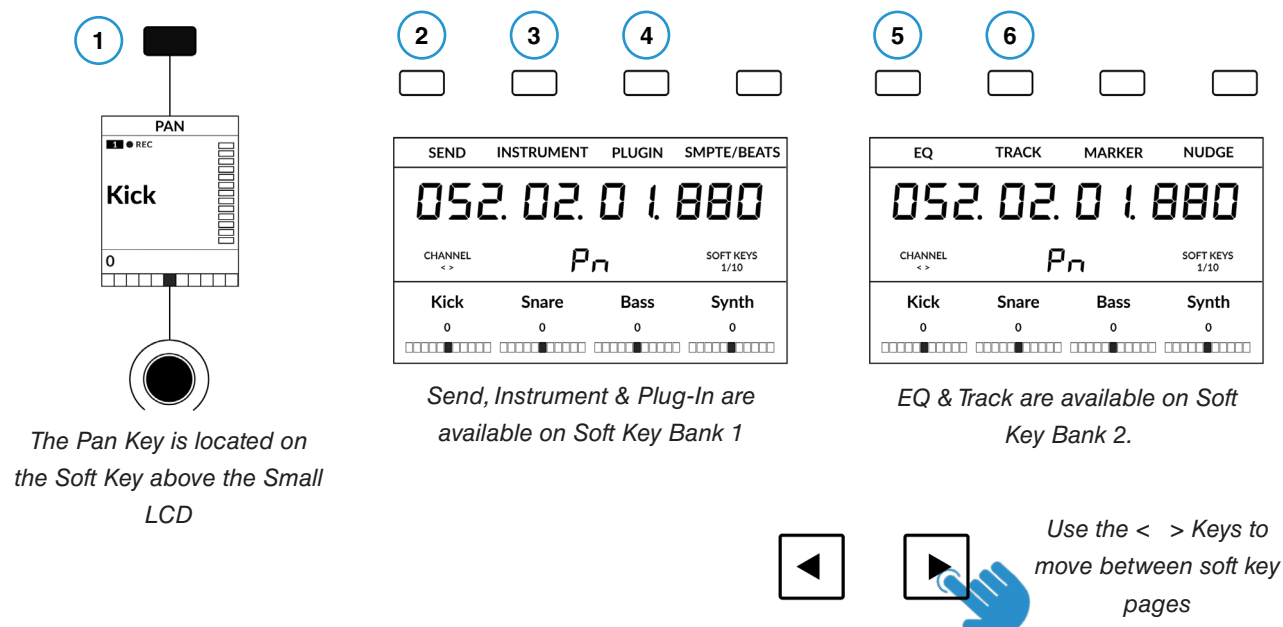 1
PAN
1 REC
Kick
0
The Pan Key is located on
the Soft Key above the Small
LCD
2 3 4
SEND INSTRUMENT PLUGIN SMPTE/BEATS
052. 02. 01. 880
CHANNEL
< >
Pn
SOFT KEYS
1/10
Kick Snare Bass Synth
0 0 0 0
Send, Instrument & Plug-In are
available on Soft Key Bank 1
5 6
EQ TRACK MARKER NUDGE
052. 02. 01. 880
CHANNEL
< >
Pn
SOFT KEYS
1/10
Kick Snare Bass Synth
0 0 0 0
EQ & Track are available on Soft
Key Bank 2.
Use the < > Keys to
move between soft key
pages